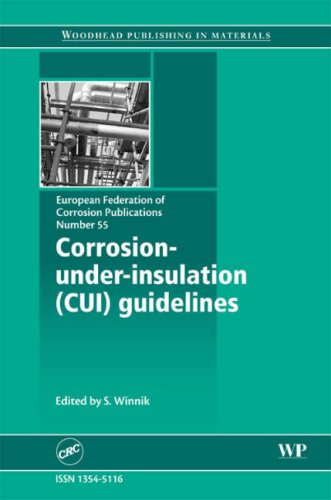 WOODHEAD PUBLISHING IN MATERIALS
European Federation of
Corrosion Publications
Number 55
Corrosion-
under-insulation
(CUI) guidelines
Edited by S. Winnik
CRC
WP
ISSN 1354-5116